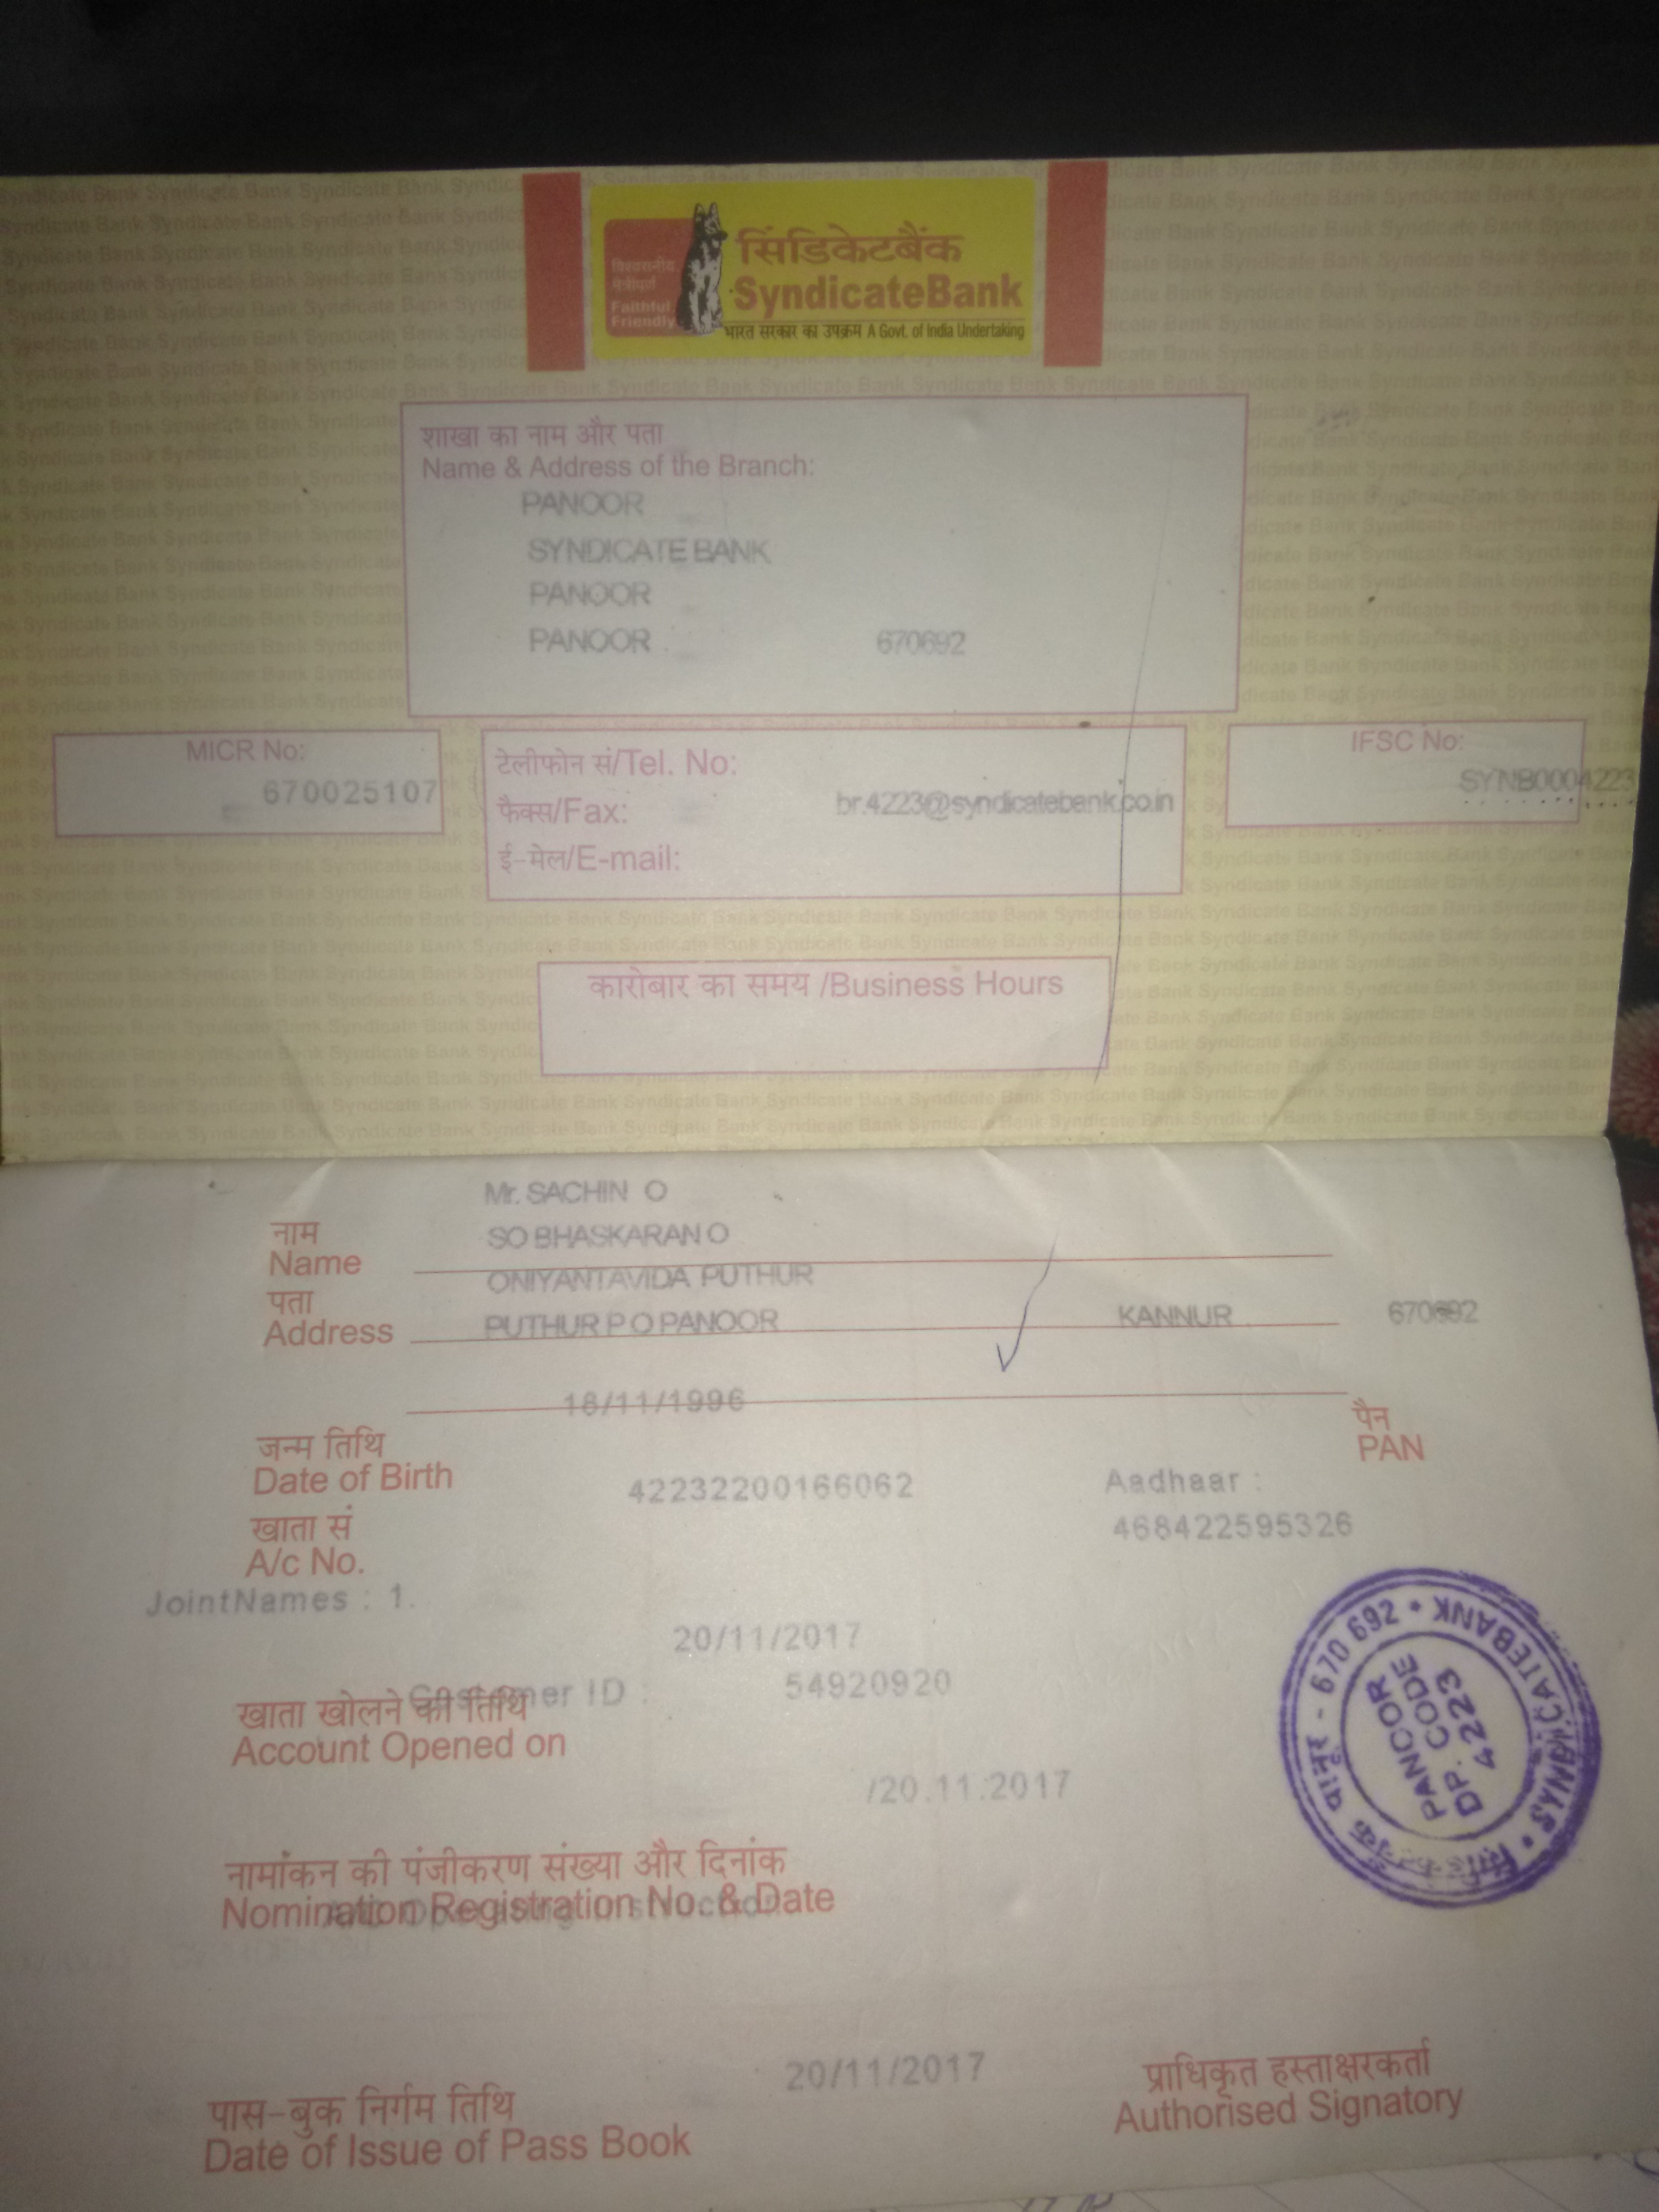 सिंडिकेटबैंक
SyndicateBank
विश्वसनीय
Faithful
Friendly
भारत सरकार का उपक्रम A Govt. of India Undertaking
शाखा का नाम और पता
Name & Address of the Branch:
PANOOR
SYNDICATE BANK
PANOOR
PANOOR 670692
MICR No:
670025107
टेलीफोन सं/Tel. No:
फैक्स/Fax:
br.4223@syndicatebank.co.in
ई-मेल/E-mail:
IFSC No:
SYNB0004223
कारोबार का समय /Business Hours
Mr. SACHIN O
नाम
Name
SO BHASKARAN O
ONIYANTAVIDA PUTHUR
पता
Address
PUTHUR P O PANOOR KANNUR 670692
18/11/1996
पैन
PAN
जन्म तिथि
Date of Birth
42232200166062
Aadhaar :
468422595326
खाता सं
A/c No.
JointNames : 1.
20/11/2017
Customer ID : 54920920
खाता खोलने की तिथि
Account Opened on
/20.11.2017
नामांकन की पंजीकरण संख्या और दिनांक
Nomination Registration No. & Date
20/11/2017
पास-बुक निर्गम तिथि
Date of Issue of Pass Book
प्राधिकृत हस्ताक्षरकर्ता
Authorised Signatory
SYNDICATEBANK
670 692
PANOOR
DP. CODE
4223